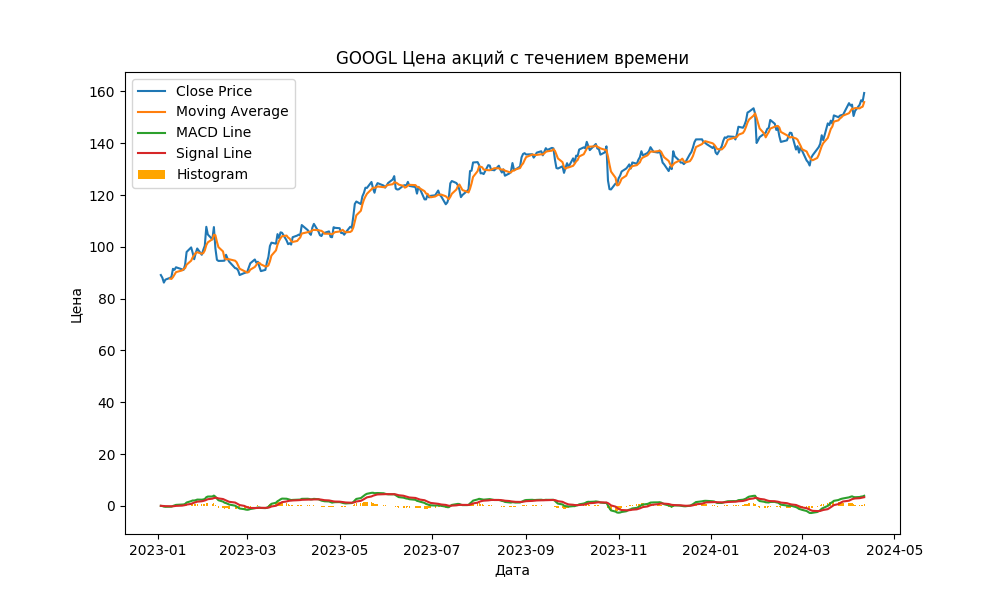 GOOGL Цена акций с течением времени
Close Price
Moving Average
MACD Line
Signal Line
Histogram
160
140
120
100
80
60
40
20
0
Цена
2023-01 2023-03 2023-05 2023-07 2023-09 2023-11 2024-01 2024-03 2024-05
Дата